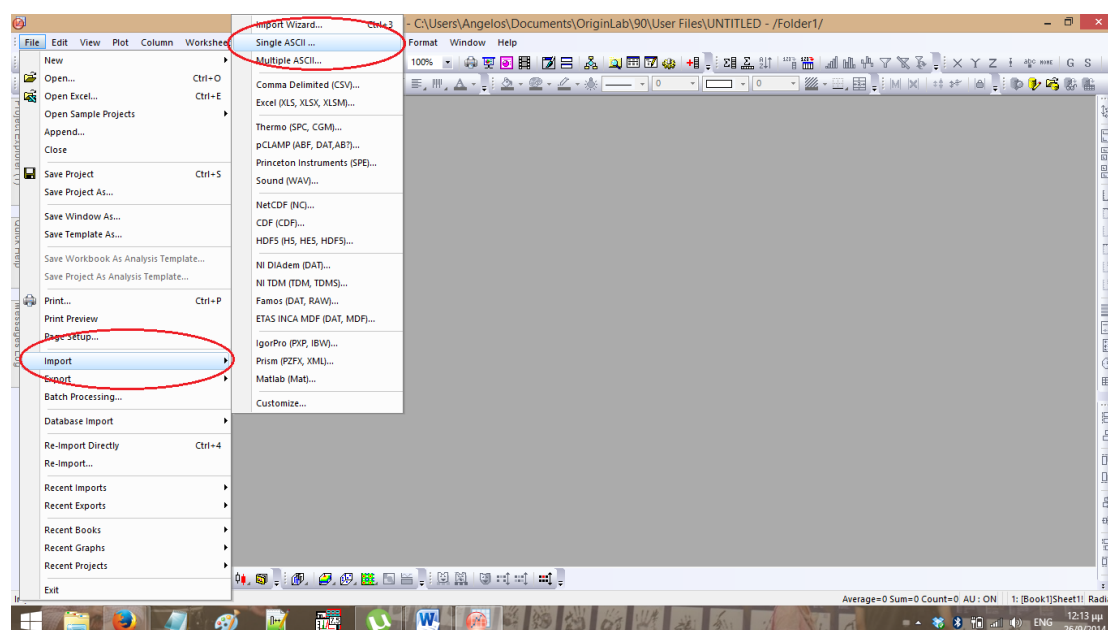 - C:\Users\Angelos\Documents\OriginLab\90\User Files\UNTITLED - /Folder1/
File Edit View Plot Column Workshee
Format Window Help
New
Open... Ctrl+O
Open Excel... Ctrl+E
Open Sample Projects
Append...
Close
Save Project Ctrl+S
Save Project As...
Save Window As...
Save Template As...
Save Workbook As Analysis Template...
Save Project As Analysis Template...
Print... Ctrl+P
Print Preview
Page Setup...
Import
Export
Batch Processing...
Database Import
Re-Import Directly Ctrl+4
Re-Import...
Recent Imports
Recent Exports
Recent Books
Recent Graphs
Recent Projects
Exit
Import Wizard... Ctrl+3
Single ASCII ...
Multiple ASCII...
Comma Delimited (CSV)...
Excel (XLS, XLSX, XLSM)...
Thermo (SPC, CGM)...
pCLAMP (ABF, DAT,AB?)...
Princeton Instruments (SPE)...
Sound (WAV)...
NetCDF (NC)...
CDF (CDF)...
HDF5 (H5, HE5, HDF5)...
NI DIAdem (DAT)...
NI TDM (TDM, TDMS)...
Famos (DAT, RAW)...
ETAS INCA MDF (DAT, MDF)...
IgorPro (PXP, IBW)...
Prism (PZFX, XML)...
Matlab (Mat)...
Customize...
100%
X Y Z
G S
0
0
Project Explorer (1)
Quick Help
Messages Log
Average=0 Sum=0 Count=0 AU : ON 1: [Book1]Sheet1! Radi
ENG
12:13 μμ
26/9/2014